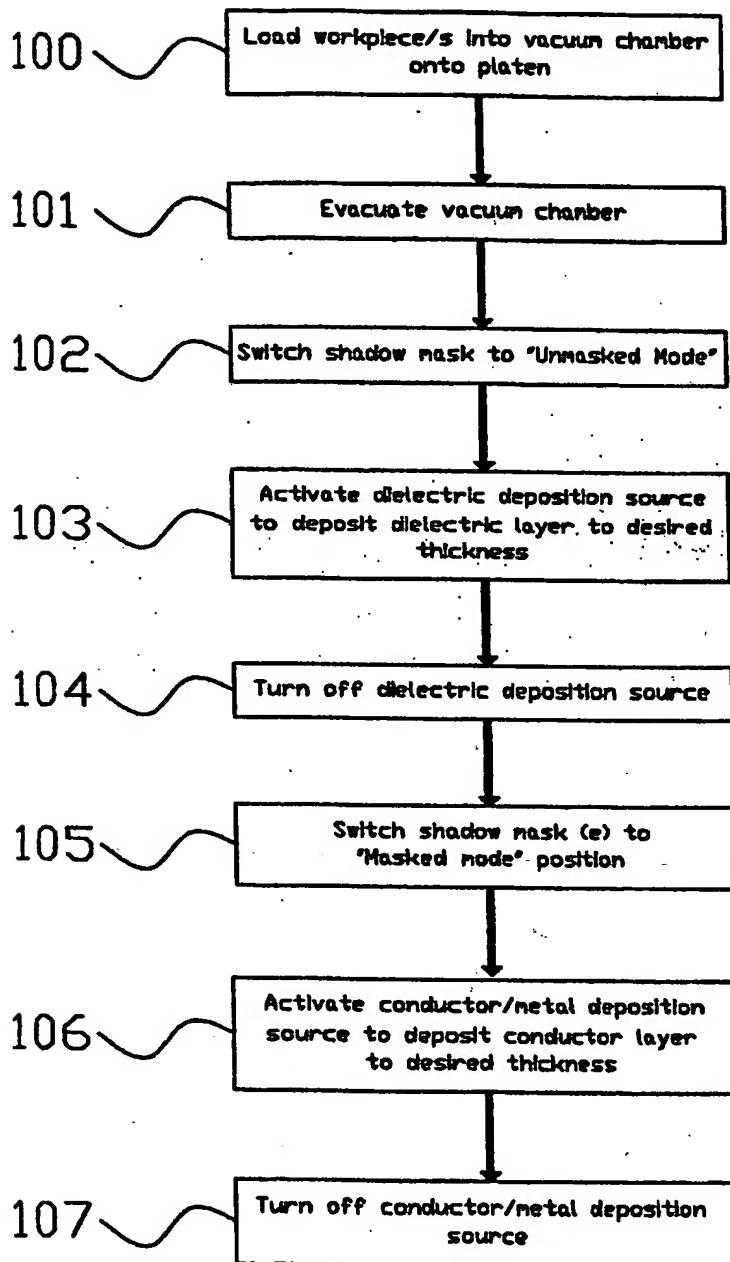 100
Load workpiece/s into vacuum chamber
onto platen
101
Evacuate vacuum chamber
102
Switch shadow mask to "Unmasked Mode"
103
Activate dielectric deposition source
to deposit dielectric layer to desired
thickness
104
Turn off dielectric deposition source
105
Switch shadow mask (e) to
"Masked mode" position
106
Activate conductor/metal deposition
source to deposit conductor layer
to desired thickness
107
Turn off conductor/metal deposition
source